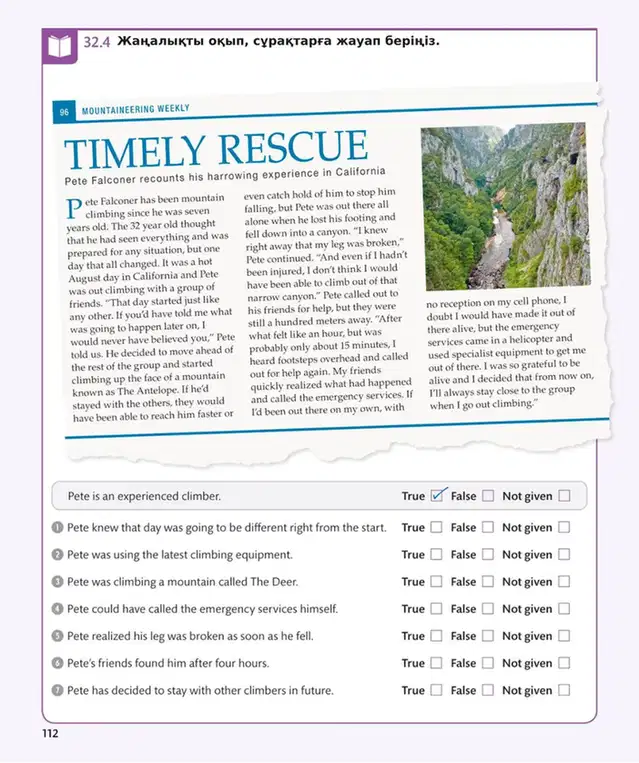 32.4 Жаңалықты оқып, сұрақтарға жауап беріңіз.
96 MOUNTAINEERING WEEKLY
TIMELY RESCUE
Pete Falconer recounts his harrowing experience in California
Pete Falconer has been mountain
climbing since he was seven
years old. The 32 year old thought
that he had seen everything and was
prepared for any situation, but one
day that all changed. It was a hot
August day in California and Pete
was out climbing with a group of
friends. “That day started just like
any other. If you’d have told me what
was going to happen later on, I
would never have believed you,” Pete
told us. He decided to move ahead of
the rest of the group and started
climbing up the face of a mountain
known as The Antelope. If he’d
stayed with the others, they would
have been able to reach him faster or
even catch hold of him to stop him
falling, but Pete was out there all
alone when he lost his footing and
fell down into a canyon. “I knew
right away that my leg was broken,”
Pete continued. “And even if I hadn’t
been injured, I don’t think I would
have been able to climb out of that
narrow canyon.” Pete called out to
his friends for help, but they were
still a hundred meters away. “After
what felt like an hour, but was
probably only about 15 minutes, I
heard footsteps overhead and called
out for help again. My friends
quickly realized what had happened
and called the emergency services. If
I’d been out there on my own, with
no reception on my cell phone, I
doubt I would have made it out of
there alive, but the emergency
services came in a helicopter and
used specialist equipment to get me
out of there. I was so grateful to be
alive and I decided that from now on,
I’ll always stay close to the group
when I go out climbing.”
Pete is an experienced climber. True False Not given
1 Pete knew that day was going to be different right from the start. True False Not given
2 Pete was using the latest climbing equipment. True False Not given
3 Pete was climbing a mountain called The Deer. True False Not given
4 Pete could have called the emergency services himself. True False Not given
5 Pete realized his leg was broken as soon as he fell. True False Not given
6 Pete’s friends found him after four hours. True False Not given
7 Pete has decided to stay with other climbers in future. True False Not given
112